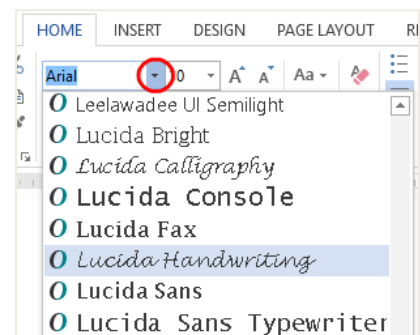 HOME INSERT DESIGN PAGE LAYOUT
Arial 10 A A Aa
O Leelawadee UI Semilight
O Lucida Bright
O Lucida Calligraphy
O Lucida Console
O Lucida Fax
O Lucida Handwriting
O Lucida Sans
O Lucida Sans Typewriter